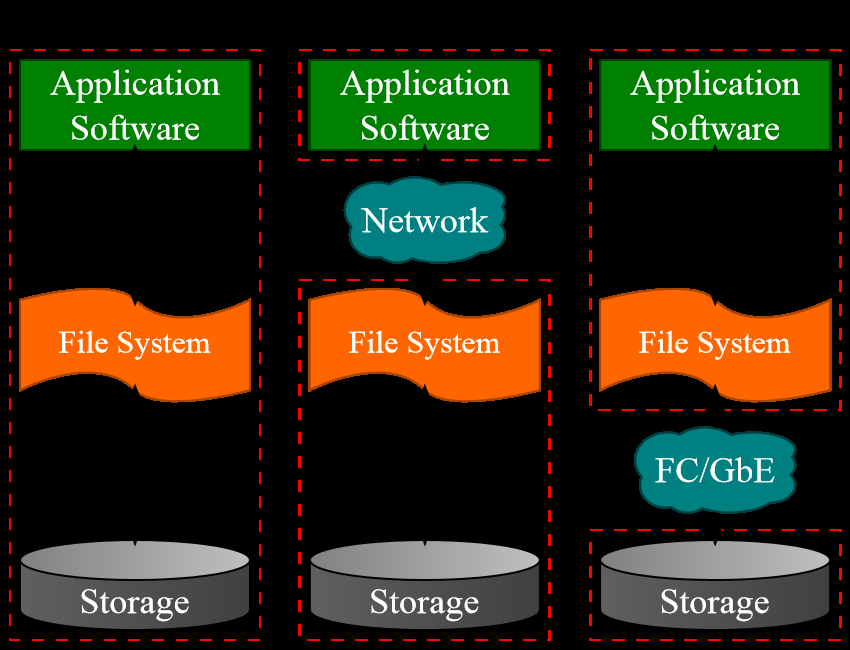 Application
Software
Application
Software
Application
Software
Network
File System
File System
File System
FC/GbE
Storage
Storage
Storage